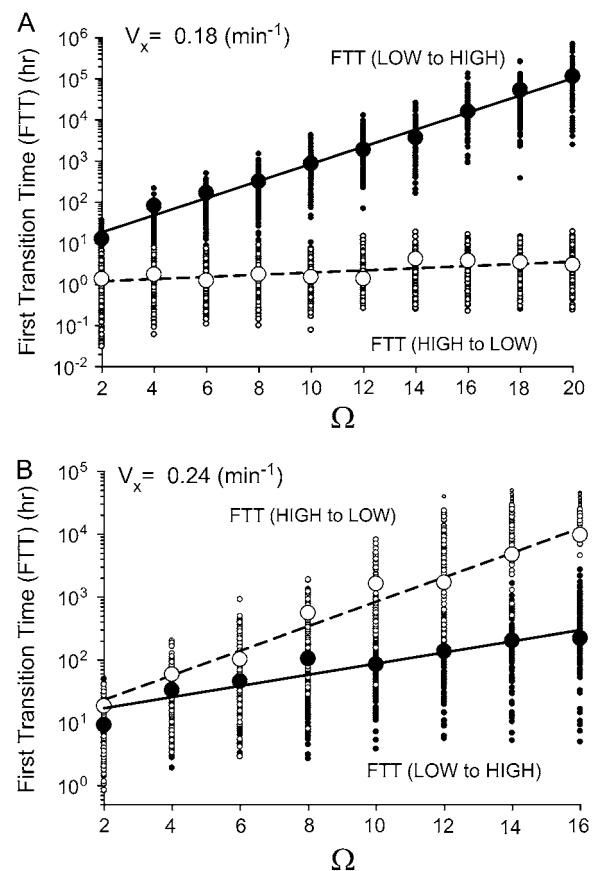 A
Vₓ= 0.18 (min⁻¹)
FTT (LOW to HIGH)
First Transition Time (FTT) (hr)
10⁶
10⁵
10⁴
10³
10²
10¹
10⁰
10⁻¹
10⁻²
FTT (HIGH to LOW)
2 4 6 8 10 12 14 16 18 20
Ω
B
Vₓ= 0.24 (min⁻¹)
FTT (HIGH to LOW)
First Transition Time (FTT) (hr)
10⁵
10⁴
10³
10²
10¹
10⁰
FTT (LOW to HIGH)
2 4 6 8 10 12 14 16
Ω